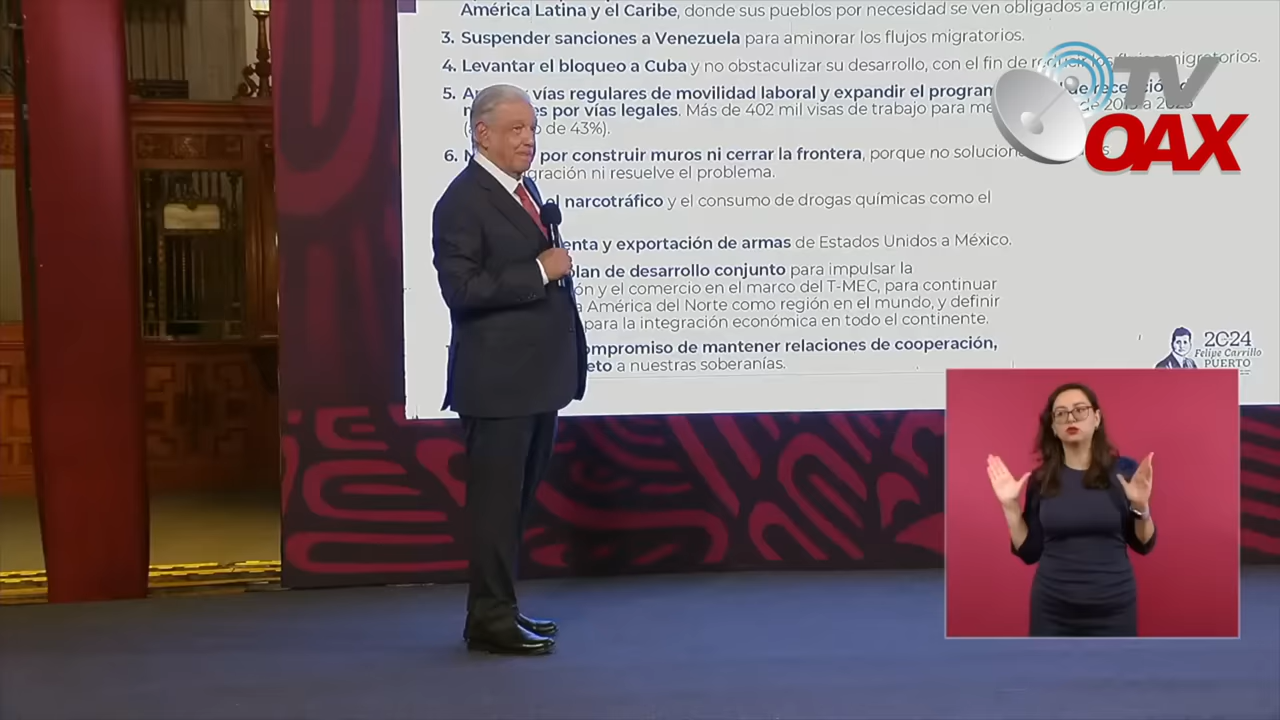 América Latina y el Caribe, donde sus pueblos por necesidad se ven obligados a emigrar.
3. Suspender sanciones a Venezuela para aminorar los flujos migratorios.
4. Levantar el bloqueo a Cuba y no obstaculizar su desarrollo, con el fin de reducir los flujos migratorios.
5. vías regulares de movilidad laboral y expandir el
por vías legales. Más de 402 mil visas de trabajo para
de 43%).
6. por construir muros ni cerrar la frontera, porque no
ni resuelve el problema.
el narcotráfico y el consumo de drogas químicas como el
y exportación de armas de Estados Unidos a México.
de desarrollo conjunto para impulsar la
y el comercio en el marco del T-MEC, para continuar
América del Norte como región en el mundo, y definir
para la integración económica en todo el continente.
de mantener relaciones de cooperación,
a nuestras soberanías.
TV
OAX
2024
Felipe Carrillo
PUERTO